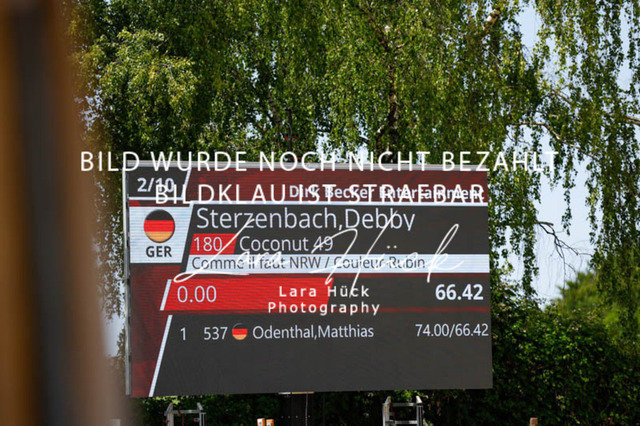 BILD WURDE NOCH NICHT BEZAHLT
BILDKLAU IST STRAFBAR
2/10 Dirk Becker Entertainment
Sterzenbach,Debby
GER
180 Coconut 49
Comme il faut NRW / Couleur-Rubin
Lara Hück
0.00 66.42
Lara Hück
Photography
1 537 Odenthal,Matthias 74.00/66.42